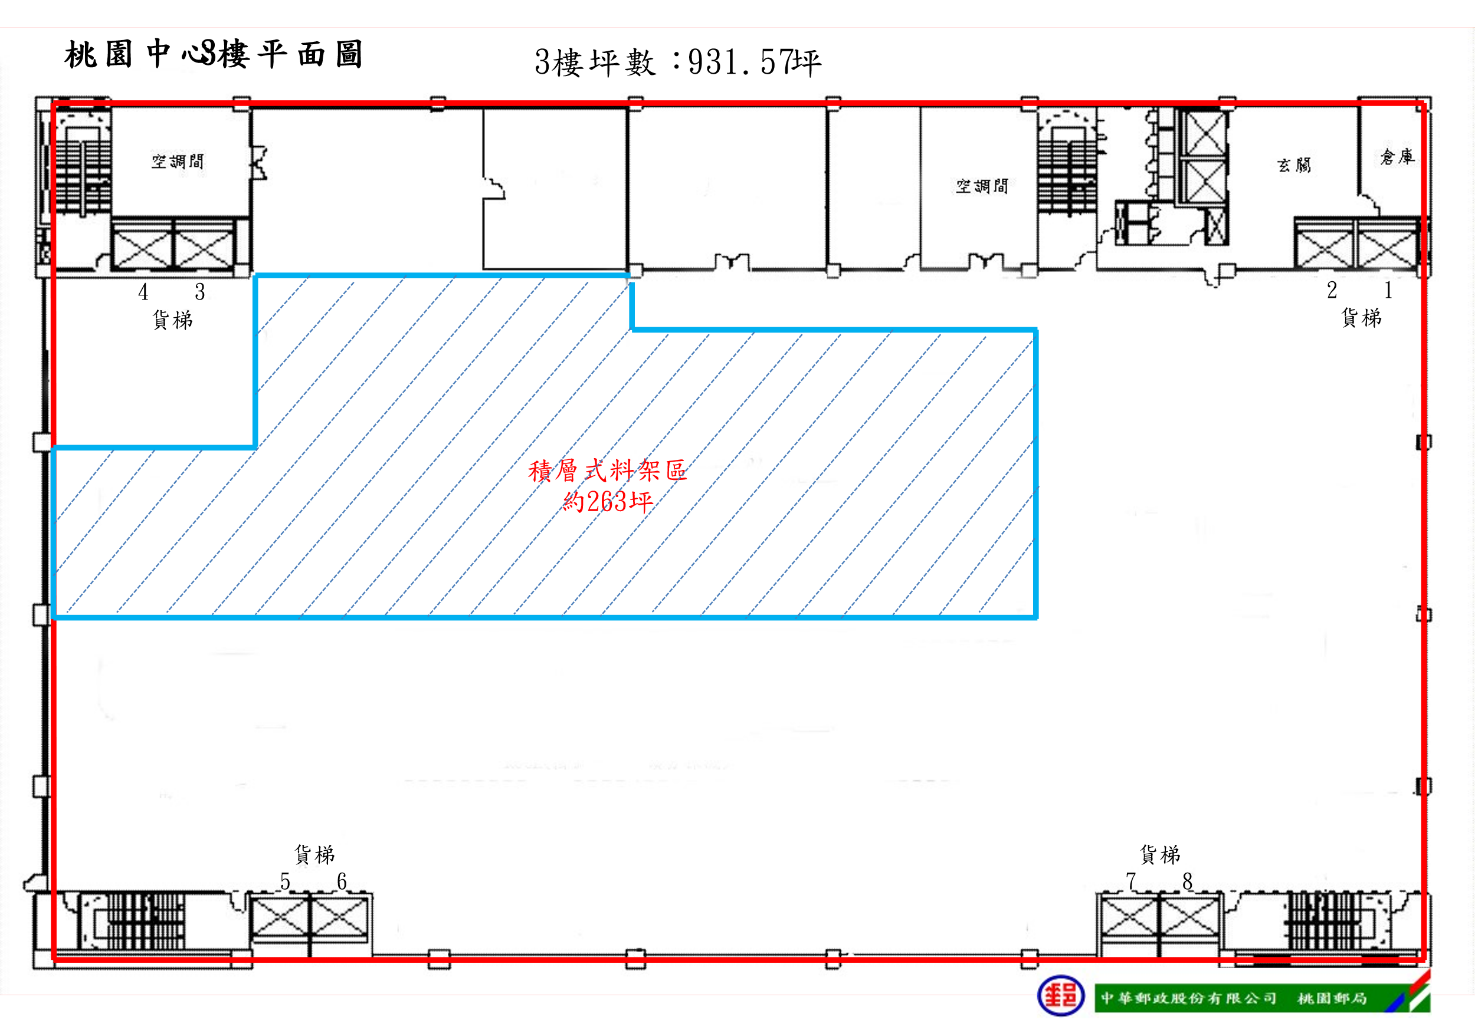 桃園中心3樓平面圖
3樓坪數：931.57坪
空調間
空調間
玄關
倉庫
4 3
貨梯
2 1
貨梯
積層式料架區
約263坪
貨梯
5 6
貨梯
7 8
郵
中華郵政股份有限公司 桃園郵局